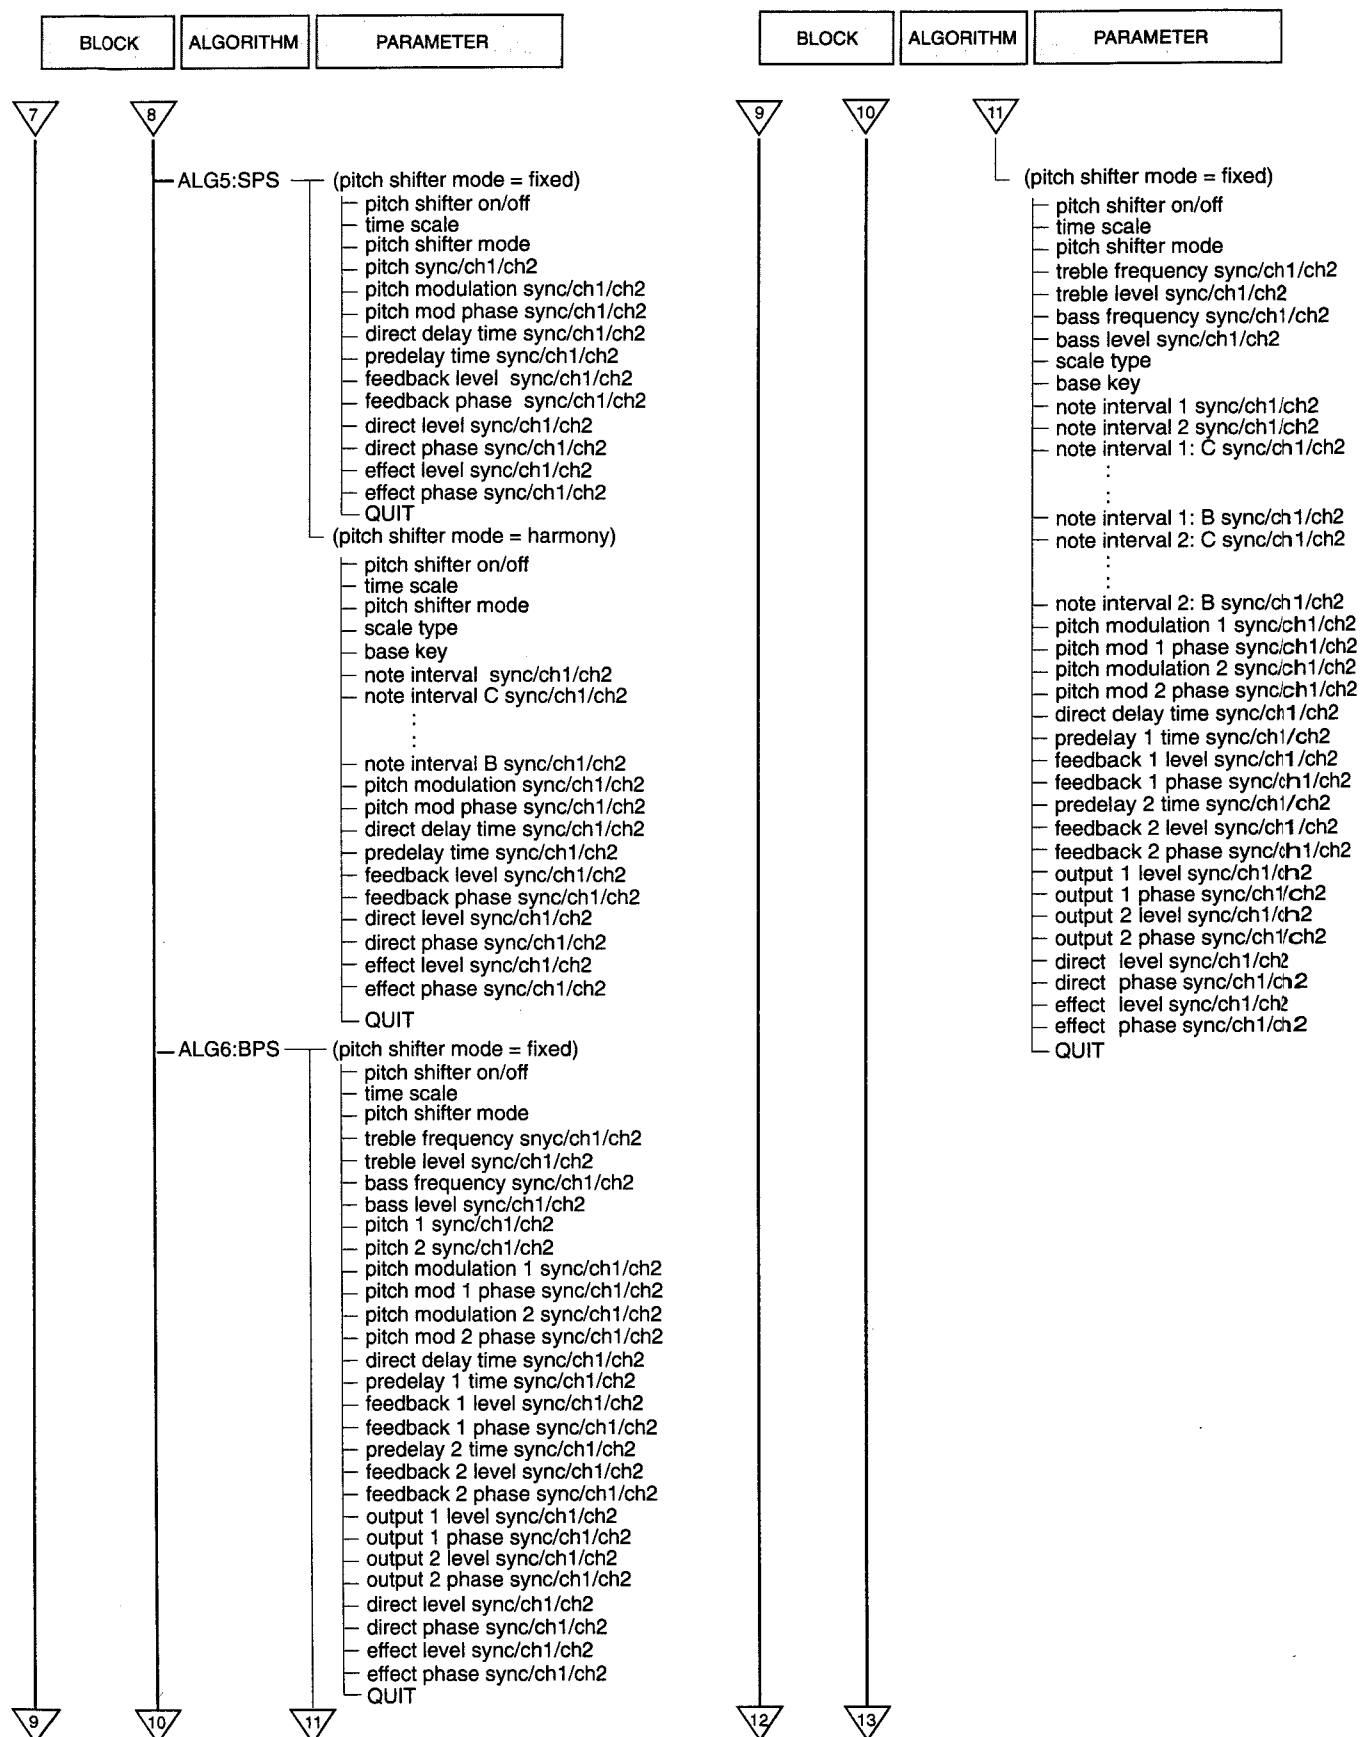 BLOCK ALGORITHM PARAMETER
7 8
ALG5:SPS (pitch shifter mode = fixed)
pitch shifter on/off
time scale
pitch shifter mode
pitch sync/ch1/ch2
pitch modulation sync/ch1/ch2
pitch mod phase sync/ch1/ch2
direct delay time sync/ch1/ch2
predelay time sync/ch1/ch2
feedback level sync/ch1/ch2
feedback phase sync/ch1/ch2
direct level sync/ch1/ch2
direct phase sync/ch1/ch2
effect level sync/ch1/ch2
effect phase sync/ch1/ch2
QUIT
(pitch shifter mode = harmony)
pitch shifter on/off
time scale
pitch shifter mode
scale type
base key
note interval sync/ch1/ch2
note interval C sync/ch1/ch2
:
:
note interval B sync/ch1/ch2
pitch modulation sync/ch1/ch2
pitch mod phase sync/ch1/ch2
direct delay time sync/ch1/ch2
predelay time sync/ch1/ch2
feedback level sync/ch1/ch2
feedback phase sync/ch1/ch2
direct level sync/ch1/ch2
direct phase sync/ch1/ch2
effect level sync/ch1/ch2
effect phase sync/ch1/ch2
QUIT
ALG6:BPS (pitch shifter mode = fixed)
pitch shifter on/off
time scale
pitch shifter mode
treble frequency snyc/ch1/ch2
treble level sync/ch1/ch2
bass frequency sync/ch1/ch2
bass level sync/ch1/ch2
pitch 1 sync/ch1/ch2
pitch 2 sync/ch1/ch2
pitch modulation 1 sync/ch1/ch2
pitch mod 1 phase sync/ch1/ch2
pitch modulation 2 sync/ch1/ch2
pitch mod 2 phase sync/ch1/ch2
direct delay time sync/ch1/ch2
predelay 1 time sync/ch1/ch2
feedback 1 level sync/ch1/ch2
feedback 1 phase sync/ch1/ch2
predelay 2 time sync/ch1/ch2
feedback 2 level sync/ch1/ch2
feedback 2 phase sync/ch1/ch2
output 1 level sync/ch1/ch2
output 1 phase sync/ch1/ch2
output 2 level sync/ch1/ch2
output 2 phase sync/ch1/ch2
direct level sync/ch1/ch2
direct phase sync/ch1/ch2
effect level sync/ch1/ch2
effect phase sync/ch1/ch2
QUIT
9 10 11
BLOCK ALGORITHM PARAMETER
9 10 11
(pitch shifter mode = fixed)
pitch shifter on/off
time scale
pitch shifter mode
treble frequency sync/ch1/ch2
treble level sync/ch1/ch2
bass frequency sync/ch1/ch2
bass level sync/ch1/ch2
scale type
base key
note interval 1 sync/ch1/ch2
note interval 2 sync/ch1/ch2
note interval 1: C sync/ch1/ch2
:
:
note interval 1: B sync/ch1/ch2
note interval 2: C sync/ch1/ch2
:
:
note interval 2: B sync/ch1/ch2
pitch modulation 1 sync/ch1/ch2
pitch mod 1 phase sync/ch1/ch2
pitch modulation 2 sync/ch1/ch2
pitch mod 2 phase sync/ch1/ch2
direct delay time sync/ch1/ch2
predelay 1 time sync/ch1/ch2
feedback 1 level sync/ch1/ch2
feedback 1 phase sync/ch1/ch2
predelay 2 time sync/ch1/ch2
feedback 2 level sync/ch1/ch2
feedback 2 phase sync/ch1/ch2
output 1 level sync/ch1/ch2
output 1 phase sync/ch1/ch2
output 2 level sync/ch1/ch2
output 2 phase sync/ch1/ch2
direct level sync/ch1/ch2
direct phase sync/ch1/ch2
effect level sync/ch1/ch2
effect phase sync/ch1/ch2
QUIT
12 13